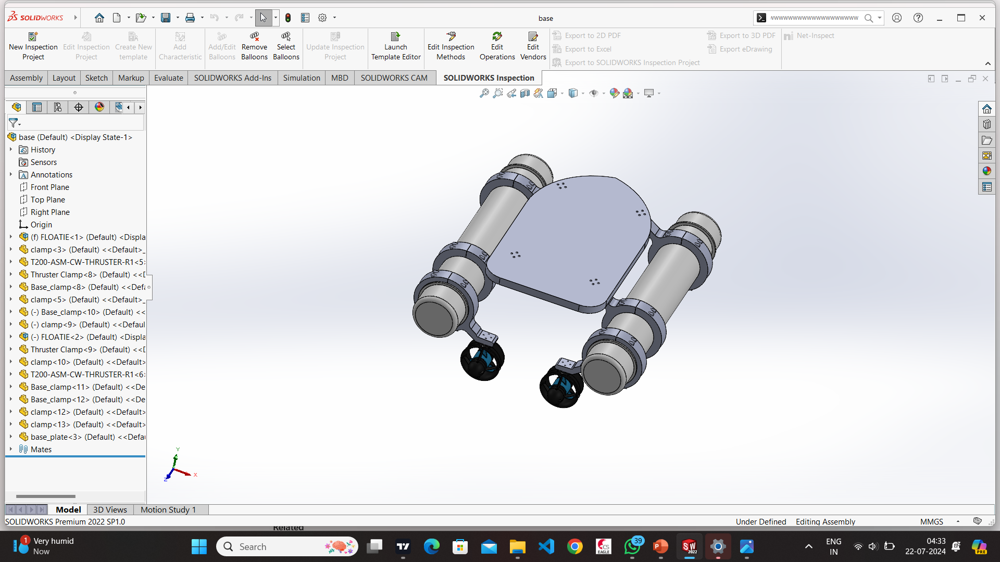 SOLIDWORKS
base
wwwwwwwwwwwwwwwwwww
New Inspection Project
Edit Inspection Project
Create New template
Add Characteristic
Add/Edit Balloons
Remove Balloons
Select Balloons
Update Inspection Project
Launch Template Editor
Edit Inspection Methods
Edit Operations
Edit Vendors
Export to 2D PDF
Export to Excel
Export to SOLIDWORKS Inspection Project
Export to 3D PDF
Export eDrawing
Net-Inspect
Assembly Layout Sketch Markup Evaluate SOLIDWORKS Add-Ins Simulation MBD SOLIDWORKS CAM SOLIDWORKS Inspection
base (Default) <Display State-1>
History
Sensors
Annotations
Front Plane
Top Plane
Right Plane
Origin
(f) FLOATIE<1> (Default) <Displa
clamp<3> (Default) <<Default>_
T200-ASM-CW-THRUSTER-R1<5>
Thruster Clamp<8> (Default) <<D
Base_clamp<8> (Default) <<Defa
clamp<5> (Default) <<Default>_
(-) Base_clamp<10> (Default) <<
(-) clamp<9> (Default) <<Defaul
(-) FLOATIE<2> (Default) <Displa
Thruster Clamp<9> (Default) <<D
clamp<10> (Default) <<Default>
T200-ASM-CW-THRUSTER-R1<6>
Base_clamp<11> (Default) <<De
Base_clamp<12> (Default) <<De
clamp<12> (Default) <<Default>
clamp<13> (Default) <<Default>
base_plate<3> (Default) <<Defau
Mates
Y
X
Z
Model 3D Views Motion Study 1
SOLIDWORKS Premium 2022 SP1.0
Under Defined Editing Assembly MMGS
Related
1
Very humid
Now
Search
CS
EAGLE
39
SW
2022
ENG
IN
04:33
22-07-2024
PRE